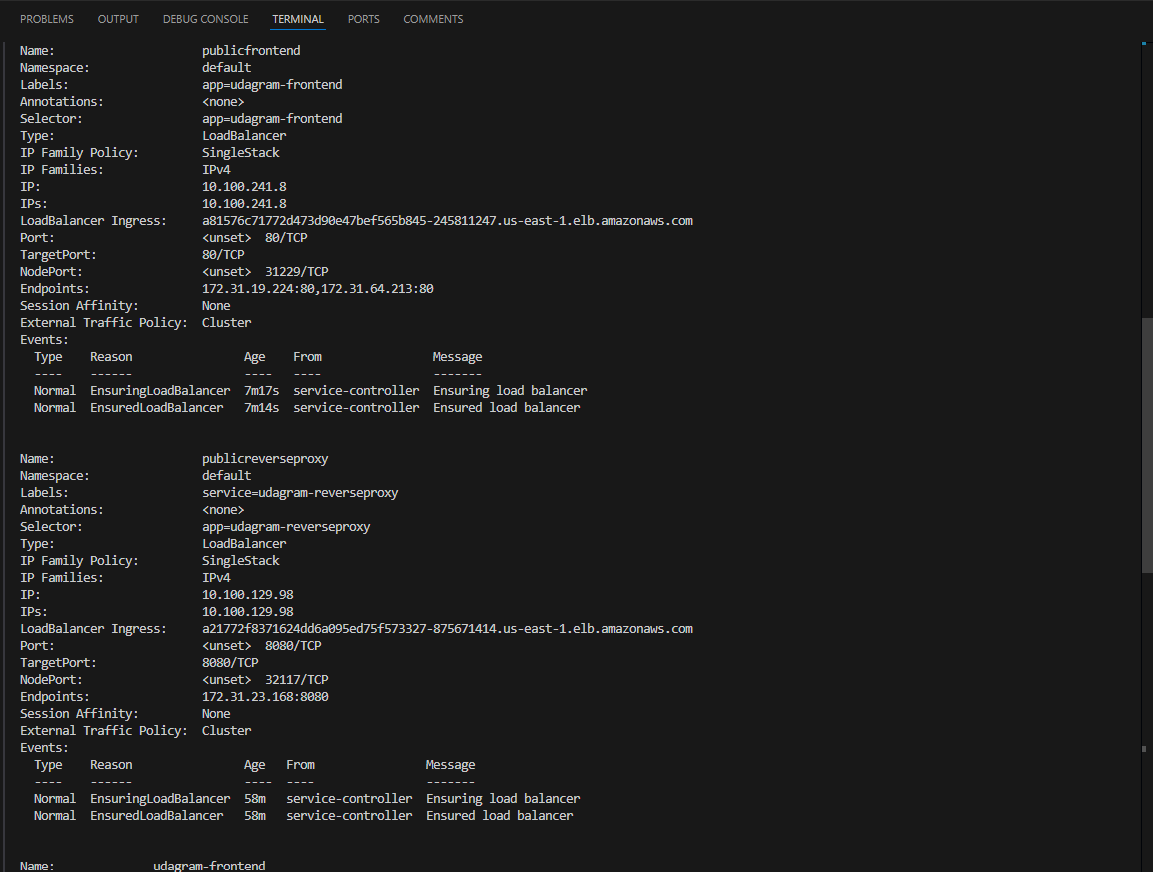 PROBLEMS OUTPUT DEBUG CONSOLE TERMINAL PORTS COMMENTS
Name: publicfrontend
Namespace: default
Labels: app=udagram-frontend
Annotations: <none>
Selector: app=udagram-frontend
Type: LoadBalancer
IP Family Policy: SingleStack
IP Families: IPv4
IP: 10.100.241.8
IPs: 10.100.241.8
LoadBalancer Ingress: a81576c71772d473d90e47bef565b845-245811247.us-east-1.elb.amazonaws.com
Port: <unset> 80/TCP
TargetPort: 80/TCP
NodePort: <unset> 31229/TCP
Endpoints: 172.31.19.224:80,172.31.64.213:80
Session Affinity: None
External Traffic Policy: Cluster
Events:
Type Reason Age From Message
---- ------ ---- ---- -------
Normal EnsuringLoadBalancer 7m17s service-controller Ensuring load balancer
Normal EnsuredLoadBalancer 7m14s service-controller Ensured load balancer
Name: publicreverseproxy
Namespace: default
Labels: service=udagram-reverseproxy
Annotations: <none>
Selector: app=udagram-reverseproxy
Type: LoadBalancer
IP Family Policy: SingleStack
IP Families: IPv4
IP: 10.100.129.98
IPs: 10.100.129.98
LoadBalancer Ingress: a21772f8371624dd6a095ed75f573327-875671414.us-east-1.elb.amazonaws.com
Port: <unset> 8080/TCP
TargetPort: 8080/TCP
NodePort: <unset> 32117/TCP
Endpoints: 172.31.23.168:8080
Session Affinity: None
External Traffic Policy: Cluster
Events:
Type Reason Age From Message
---- ------ ---- ---- -------
Normal EnsuringLoadBalancer 58m service-controller Ensuring load balancer
Normal EnsuredLoadBalancer 58m service-controller Ensured load balancer
Name: udagram-frontend